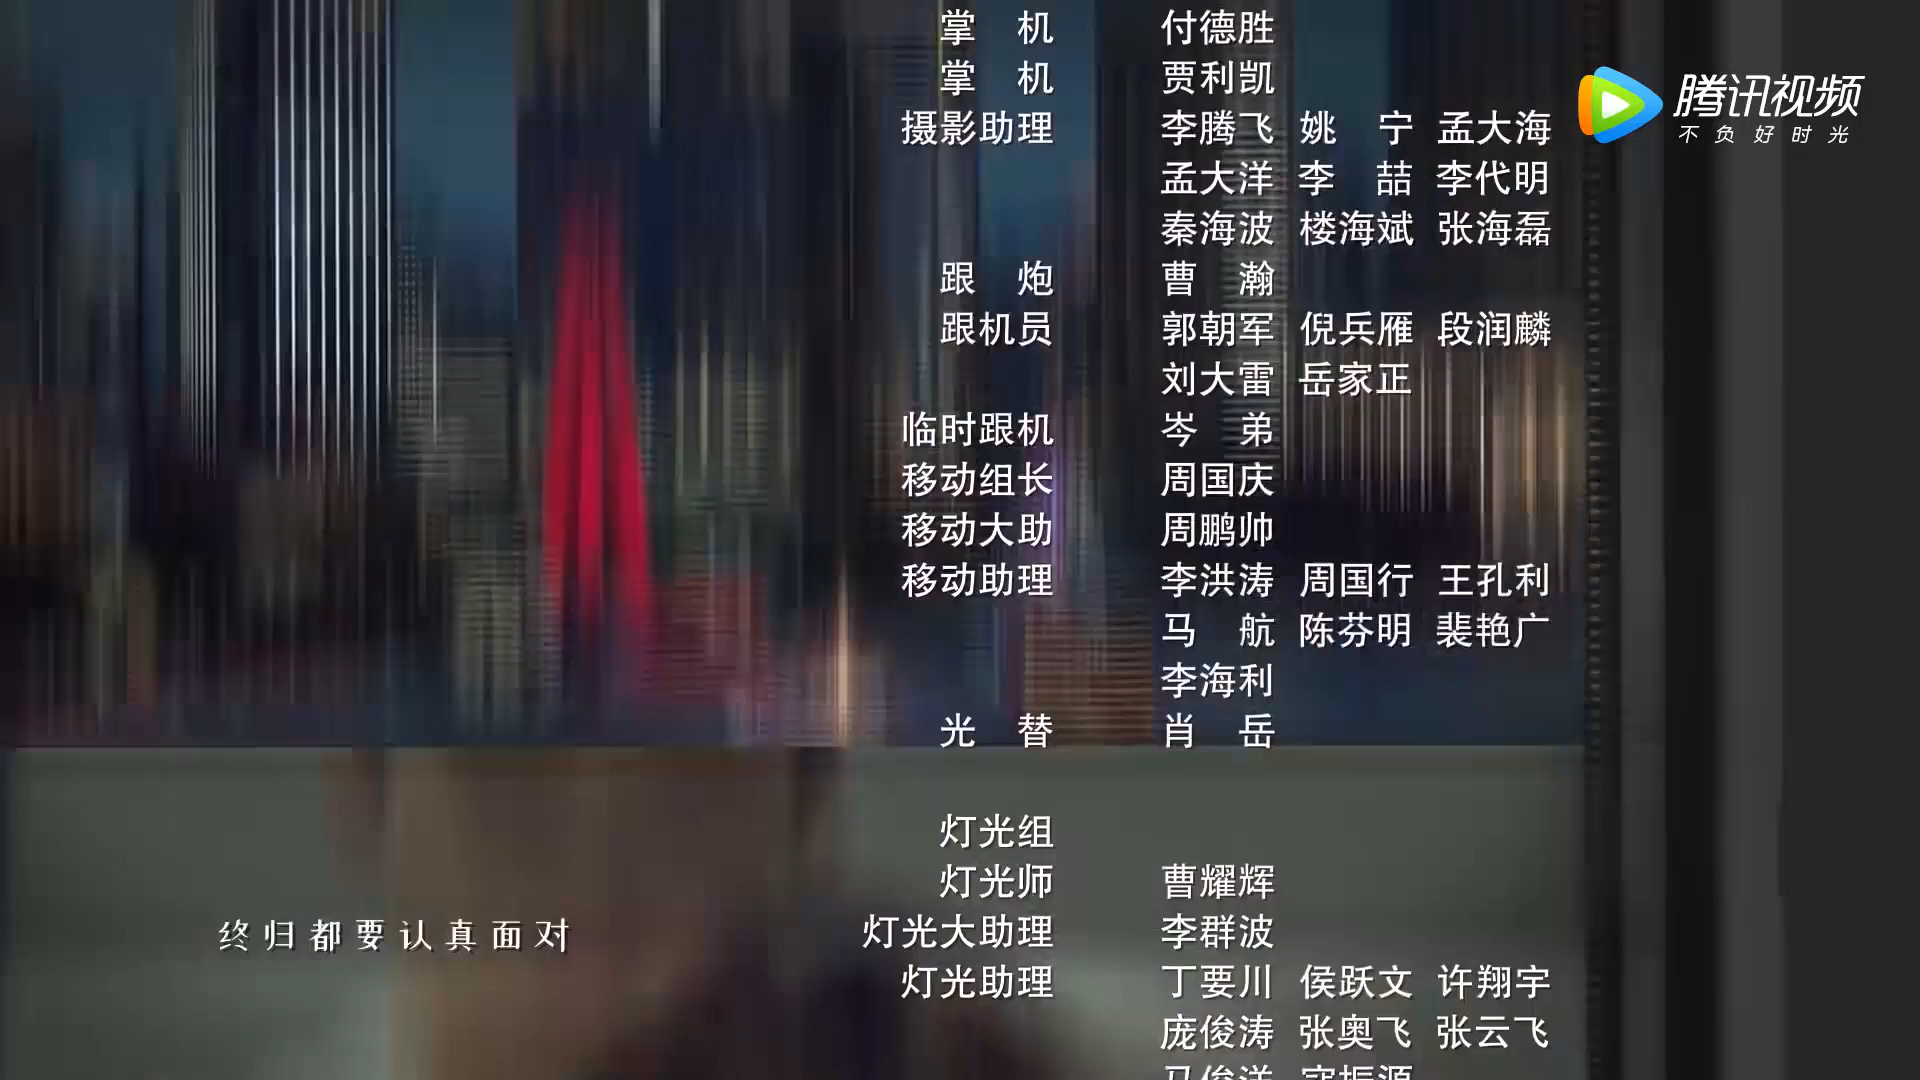 掌 机 付德胜
掌 机 贾利凯
摄影助理 李腾飞 姚 宁 孟大海
孟大洋 李 喆 李代明
秦海波 楼海斌 张海磊
跟 炮 曹 瀚
跟机员 郭朝军 倪兵雁 段润麟
刘大雷 岳家正
临时跟机 岑 弟
移动组长 周国庆
移动大助 周鹏帅
移动助理 李洪涛 周国行 王孔利
马 航 陈芬明 裴艳广
李海利
光 替 肖 岳
灯光组
灯光师 曹耀辉
灯光大助理 李群波
灯光助理 丁要川 侯跃文 许翔宇
庞俊涛 张奥飞 张云飞
终归都要认真面对
腾讯视频
不负好时光